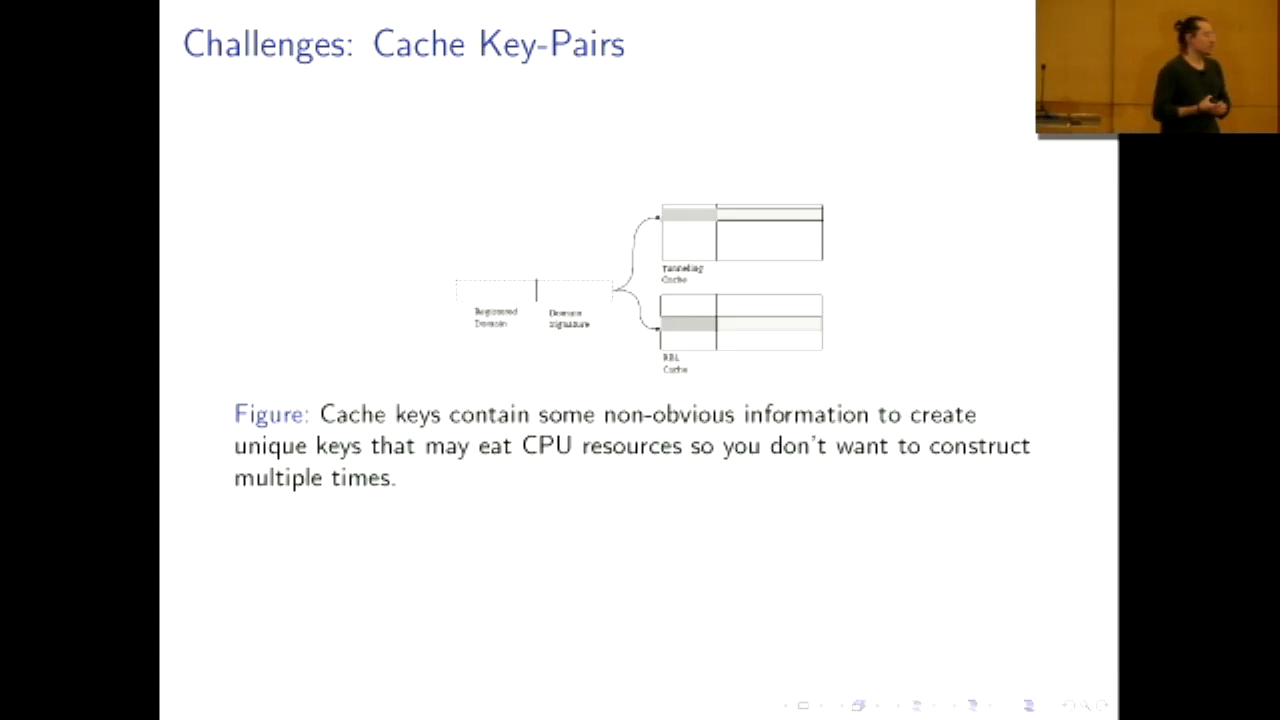 Challenges: Cache Key-Pairs
Tunneling
Cache
Registered
Domain
Domain
Signature
RRL
Cache
Figure: Cache keys contain some non-obvious information to create
unique keys that may eat CPU resources so you don't want to construct
multiple times.